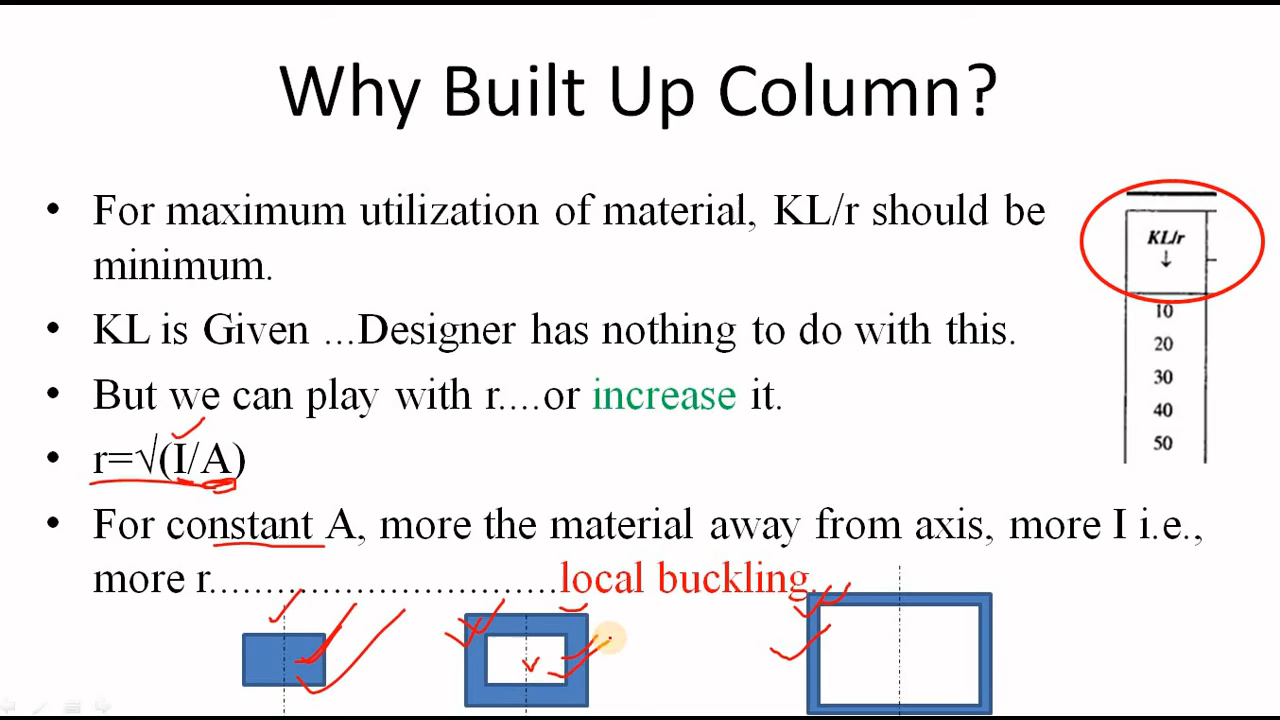 Why Built Up Column?
• For maximum utilization of material, KL/r should be
minimum.
• KL is Given ...Designer has nothing to do with this.
• But we can play with r....or increase it.
• r=√(I/A)
• For constant A, more the material away from axis, more I i.e.,
more r.................................local buckling.
KL/r
↓
10
20
30
40
50